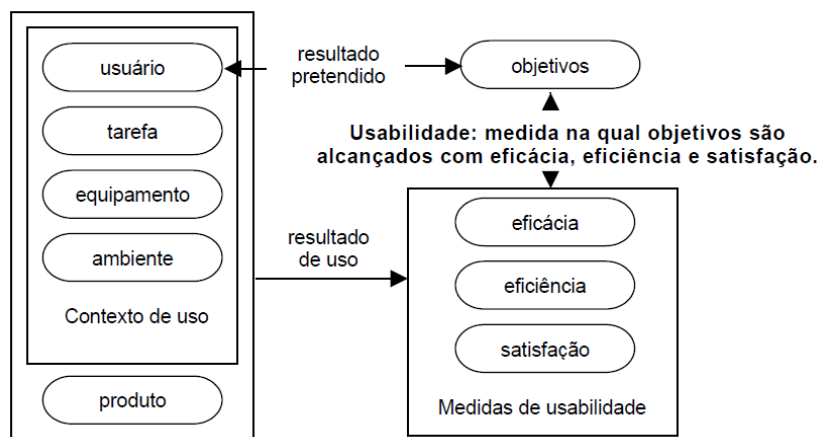 usuário
tarefa
equipamento
ambiente
Contexto de uso
produto
resultado
pretendido
objetivos
Usabilidade: medida na qual objetivos são
alcançados com eficácia, eficiência e satisfação.
resultado
de uso
eficácia
eficiência
satisfação
Medidas de usabilidade